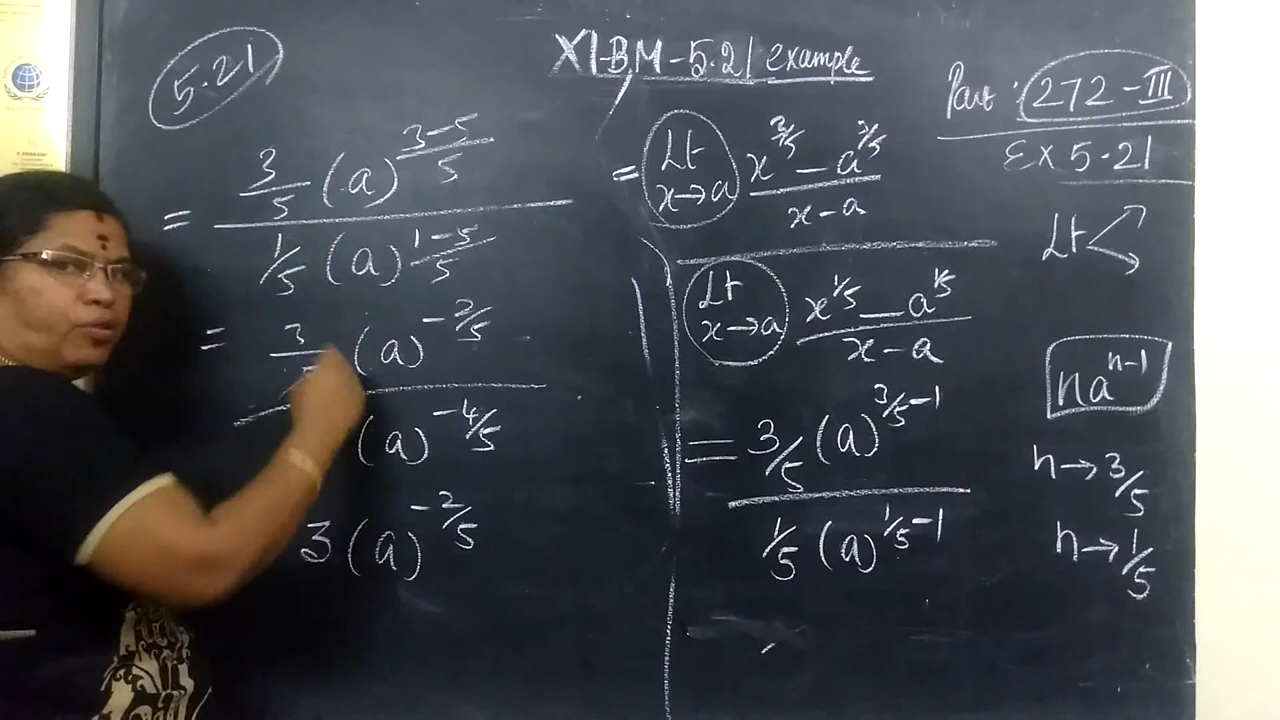 5.21
XI-B.M-5.21 example
Part : 272-III
Ex 5.21
= 3/5 (a)^(3-5)/5
1/5 (a)^(1-5)/5
= 3 (a)^-2/5
(a)^-4/5
3 (a)^-2/5
= Lt x→a x^3/5 - a^3/5
x-a
Lt x→a x^1/5 - a^1/5
x-a
= 3/5 (a)^3/5-1
1/5 (a)^1/5-1
Lt <
na^n-1
n→3/5
n→1/5